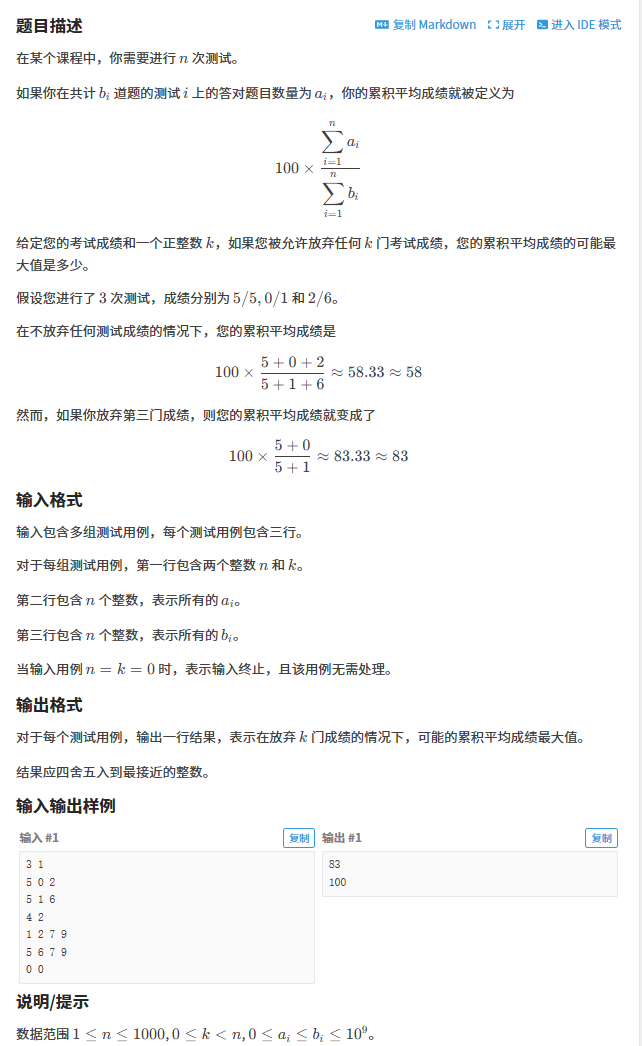 题目描述
复制 Markdown 展开 进入 IDE 模式
在某个课程中，你需要进行 n 次测试。
如果你在共计 b_i 道题的测试 i 上的答对题目数量为 a_i，你的累积平均成绩就被定义为
100 × \frac{\sum_{i=1}^{n} a_i}{\sum_{i=1}^{n} b_i}
给定您的考试成绩和一个正整数 k，如果您被允许放弃任何 k 门考试成绩，您的累积平均成绩的可能最
大值是多少。
假设您进行了 3 次测试，成绩分别为 5/5, 0/1 和 2/6。
在不放弃任何测试成绩的情况下，您的累积平均成绩是
100 × \frac{5 + 0 + 2}{5 + 1 + 6} ≈ 58.33 ≈ 58
然而，如果你放弃第三门成绩，则您的累积平均成绩就变成了
100 × \frac{5 + 0}{5 + 1} ≈ 83.33 ≈ 83
输入格式
输入包含多组测试用例，每个测试用例包含三行。
对于每组测试用例，第一行包含两个整数 n 和 k。
第二行包含 n 个整数，表示所有的 a_i。
第三行包含 n 个整数，表示所有的 b_i。
当输入用例 n = k = 0 时，表示输入终止，且该用例无需处理。
输出格式
对于每个测试用例，输出一行结果，表示在放弃 k 门成绩的情况下，可能的累积平均成绩最大值。
结果应四舍五入到最接近的整数。
输入输出样例
输入 #1 复制
3 1
5 0 2
5 1 6
4 2
1 2 7 9
5 6 7 9
0 0
输出 #1 复制
83
100
说明/提示
数据范围 1 ≤ n ≤ 1000, 0 ≤ k < n, 0 ≤ a_i ≤ b_i ≤ 10^9。